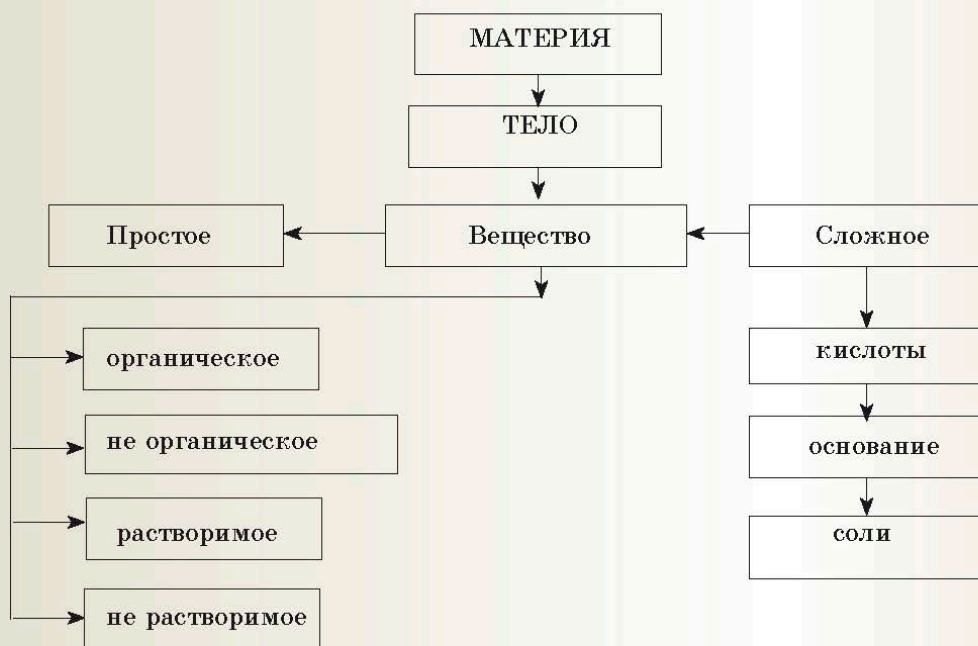 МАТЕРИЯ
ТЕЛО
Простое
Вещество
Сложное
органическое
не органическое
растворимое
не растворимое
кислоты
основание
соли